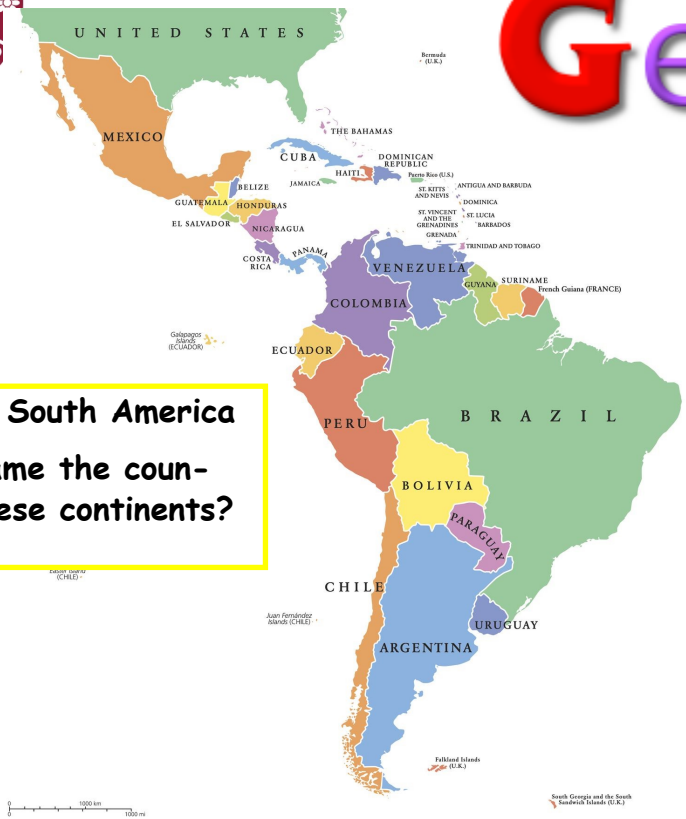 Ge
UNITED STATES
Bermuda
(U.K.)
MEXICO
THE BAHAMAS
CUBA
DOMINICAN
REPUBLIC
HAITI
Puerto Rico (U.S.)
JAMAICA
BELIZE
ST. KITTS
AND NEVIS
ANTIGUA AND BARBUDA
DOMINICA
GUATEMALA
HONDURAS
ST. VINCENT
AND THE
GRENADINES
ST. LUCIA
BARBADOS
EL SALVADOR
NICARAGUA
GRENADA
TRINIDAD AND TOBAGO
COSTA
RICA
PANAMA
VENEZUELA
GUYANA
SURINAME
French Guiana (FRANCE)
COLOMBIA
Galapagos
Islands
(ECUADOR)
ECUADOR
PERU
BRAZIL
South America
me the coun-
ese continents?
BOLIVIA
PARAGUAY
(CHILE)
CHILE
Juan Fernández
Islands (CHILE)
URUGUAY
ARGENTINA
Falkland Islands
(U.K.)
South Georgia and the South
Sandwich Islands (U.K.)
0 1000 km
0 1000 mi